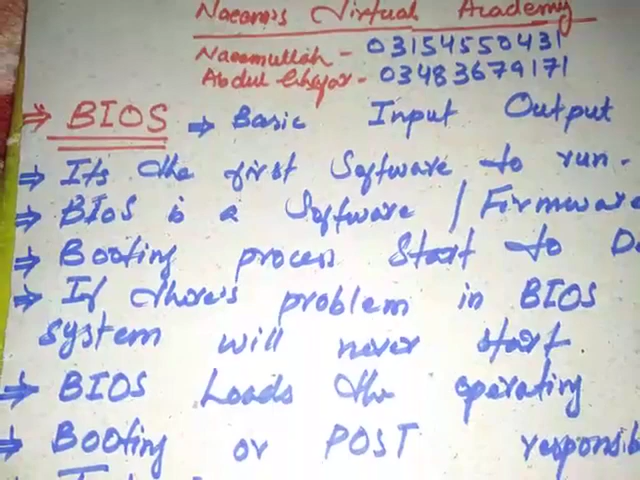 Naeem's Virtual Academy
Naeemullah - 03154550431
Abdul Ghafar - 03483679171
⇒ BIOS ⇒ Basic Input Output
⇒ Its the first Software to run.
⇒ BIOS is a Software / Firmware
⇒ Booting process Start to De
⇒ If there's problem in BIOS
system will never start
⇒ BIOS Loads the operating
⇒ Booting or POST responsib